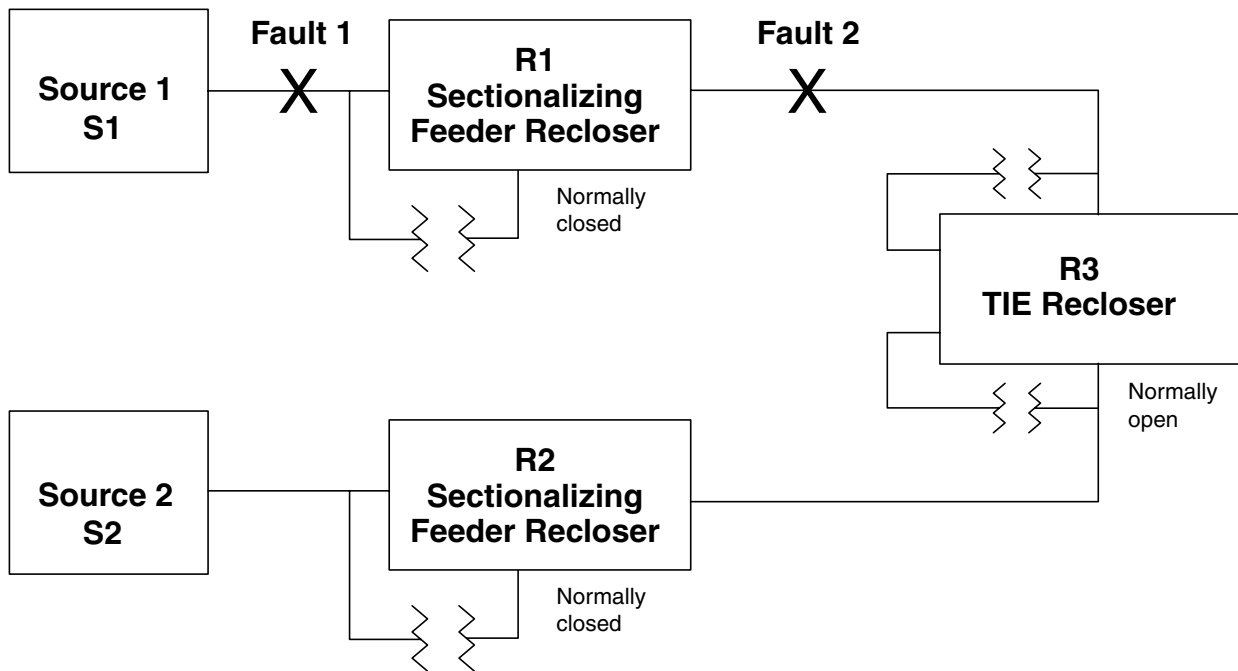 Fault 1
Fault 2
Source 1
S1
R1
Sectionalizing
Feeder Recloser
Normally
closed
R3
TIE Recloser
Normally
open
Source 2
S2
R2
Sectionalizing
Feeder Recloser
Normally
closed